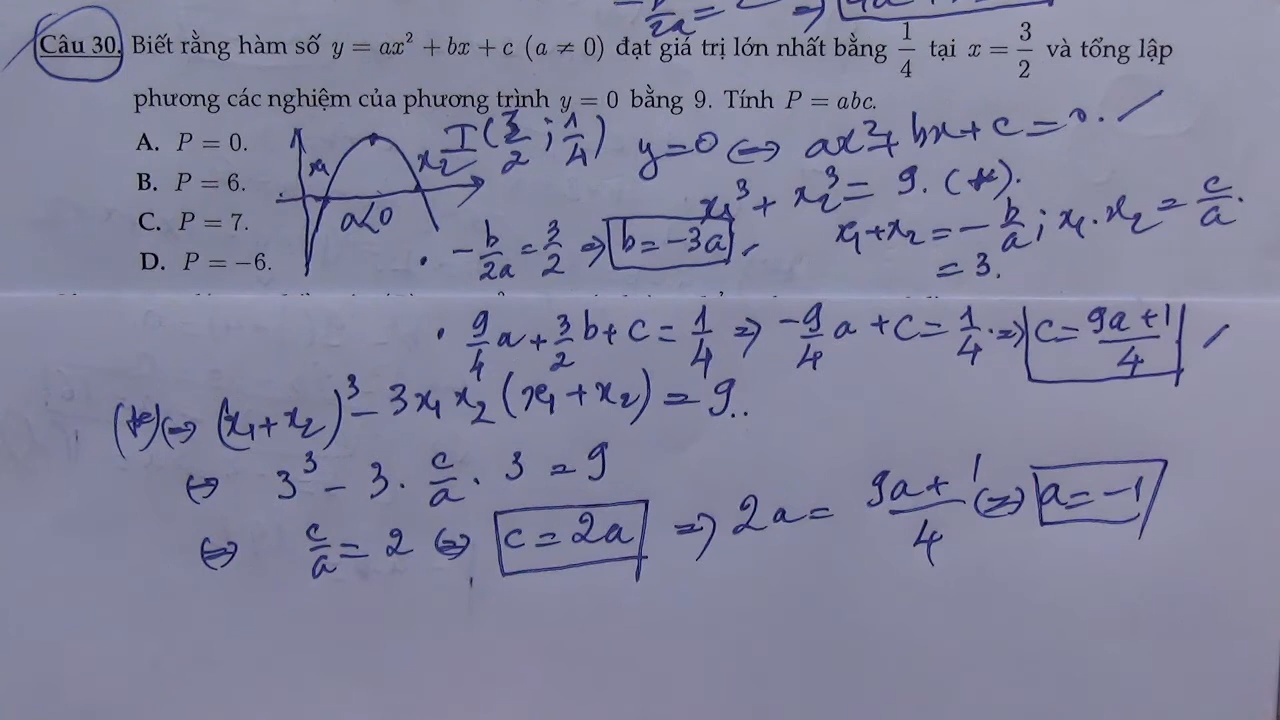 -b/2a =
Câu 30. Biết rằng hàm số y = ax² + bx + c (a ≠ 0) đạt giá trị lớn nhất bằng 1/4 tại x = 3/2 và tổng lập
phương các nghiệm của phương trình y = 0 bằng 9. Tính P = abc.
A. P = 0.
B. P = 6.
C. P = 7.
D. P = −6.
x₁
x₂
a<0
I(3/2; 1/4)
y=0 ⇔ ax²+bx+c=0.
x₁³ + x₂³ = 9. (*).
• -b/2a = 3/2 ⇒ b=-3a
x₁+x₂ = -b/a ; x₁.x₂ = c/a.
= 3.
• 9/4 a + 3/2 b + c = 1/4 ⇒ -9/4 a + c = 1/4. ⇒ c = (9a+1)/4
(*) ⇔ (x₁+x₂)³ - 3x₁x₂(x₁+x₂) = 9..
⇔ 3³ - 3 . c/a . 3 = 9
⇔ c/a = 2 ⇔ c = 2a ⇒ 2a = (9a+1)/4 ⇔ a = -1